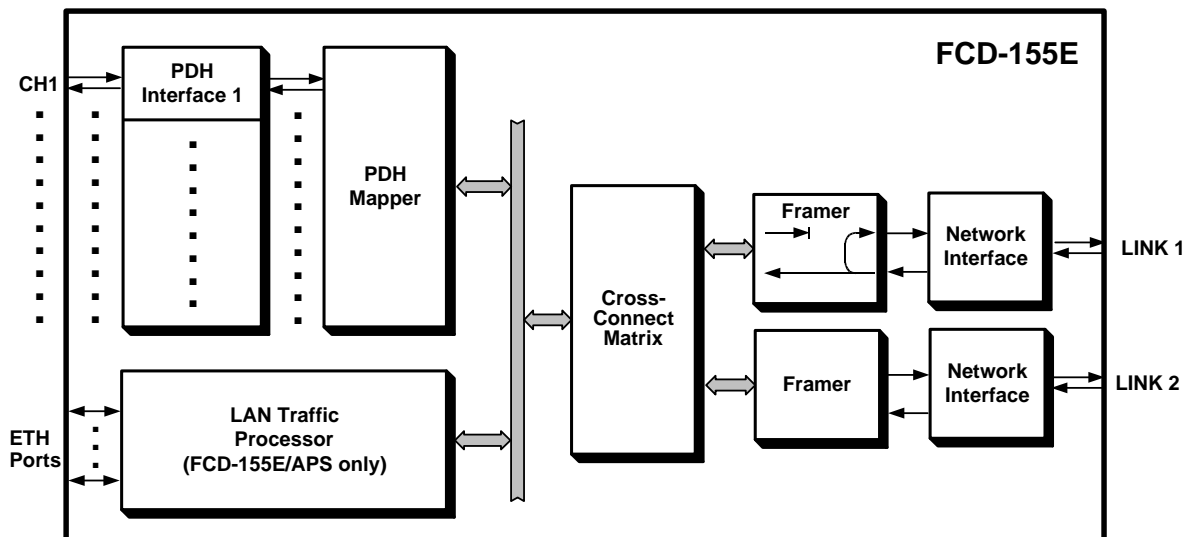 FCD-155E
CH1
PDH
Interface 1
PDH
Mapper
Framer
Network
Interface
LINK 1
Cross-
Connect
Matrix
Framer
Network
Interface
LINK 2
ETH
Ports
LAN Traffic
Processor
(FCD-155E/APS only)